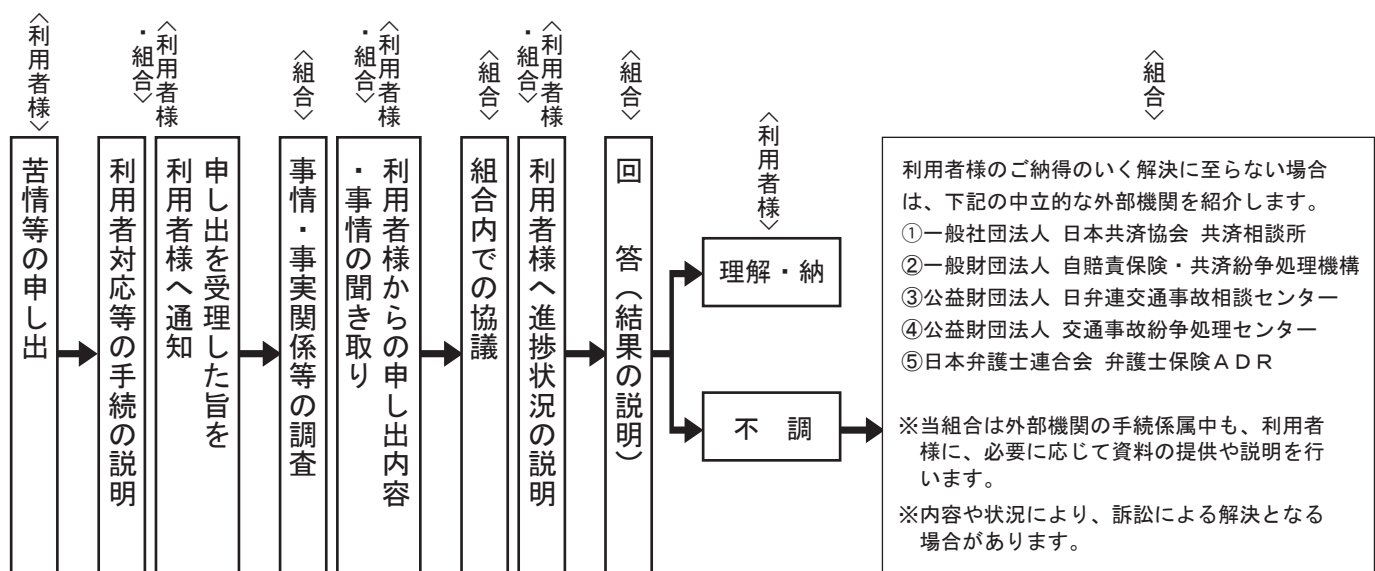 〈利用者様〉
苦情等の申し出
〈利用者様
・組合〉
利用者対応等の手続の説明
申し出を受理した旨を
利用者様へ通知
〈組合〉
事情・事実関係等の調査
〈利用者様
・組合〉
利用者様からの申し出内容
・事情の聞き取り
〈組合〉
組合内での協議
〈利用者様
・組合〉
利用者様へ進捗状況の説明
〈組合〉
回　答（結果の説明）
〈利用者様〉
理解・納
不　調
〈組合〉
利用者様のご納得のいく解決に至らない場合
は、下記の中立的な外部機関を紹介します。
①一般社団法人 日本共済協会 共済相談所
②一般財団法人 自賠責保険・共済紛争処理機構
③公益財団法人 日弁連交通事故相談センター
④公益財団法人 交通事故紛争処理センター
⑤日本弁護士連合会 弁護士保険ＡＤＲ
※当組合は外部機関の手続係属中も、利用者
様に、必要に応じて資料の提供や説明を行
います。
※内容や状況により、訴訟による解決となる
場合があります。